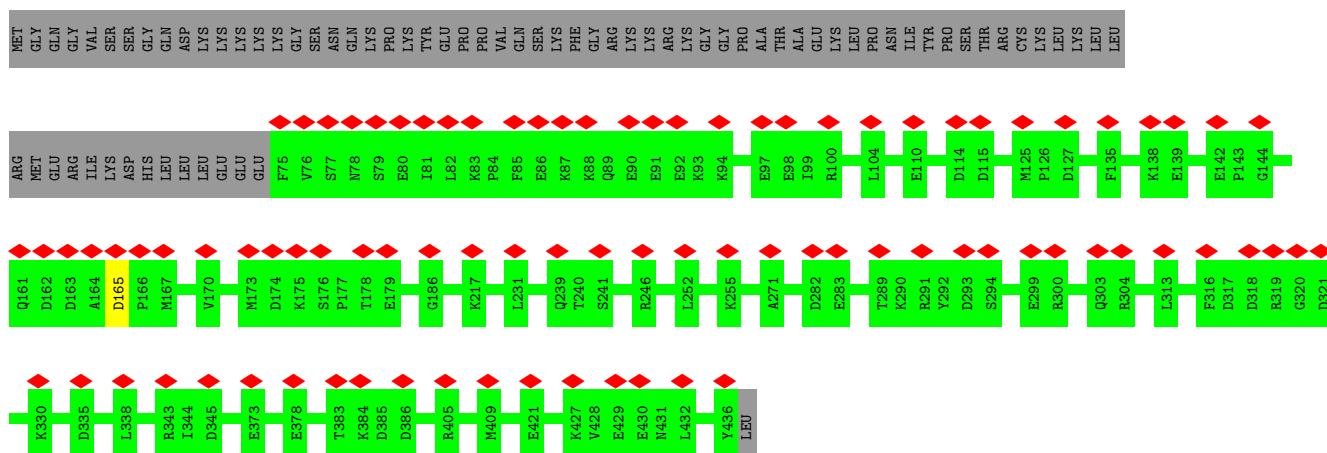 MET GLY GLN GLY VAL SER SER GLY GLN ASP LYS LYS LYS LYS LYS GLY SER ASN GLN LYS PRO LYS TYR GLU PRO PRO VAL GLN SER LYS PHE GLY ARG LYS LYS ARG LYS GLY GLY PRO ALA THR ALA GLU LYS LEU PRO ASN ILE TYR PRO SER THR ARG CYS LYS LEU LYS LEU LEU
ARG MET GLU ARG ILE LYS ASP HIS LEU LEU LEU GLU GLU GLU F75 V76 S77 N78 S79 E80 I81 L82 K83 P84 F85 E86 K87 K88 Q89 E90 E91 E92 K93 K94 E97 E98 I99 R100 L104 E110 D114 D115 M125 P126 D127 F135 K138 E139 E142 P143 G144
Q161 D162 D163 A164 D165 P166 M167 V170 M173 D174 K175 S176 P177 T178 E179 G186 K217 L231 Q239 T240 S241 R246 L252 K255 A271 D282 E283 T289 K290 R291 Y292 D293 S294 E299 R300 Q303 R304 L313 F316 D317 D318 R319 G320 D321
K330 D335 L338 R343 I344 D345 E373 E378 T383 K384 D385 D386 R405 M409 E421 K427 V428 E429 E430 N431 L432 Y436 LEU